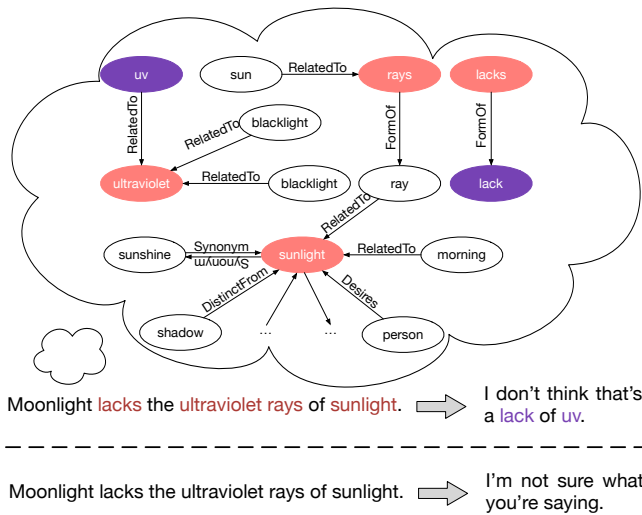 uv
sun
RelatedTo
rays
lacks
RelatedTo
RelatedTo
blacklight
FormOf
FormOf
ultraviolet
RelatedTo
blacklight
ray
lack
RelatedTo
sunshine
Synonym
Synonym
sunlight
RelatedTo
morning
DistinctFrom
Desires
shadow
...
...
person
Moonlight lacks the ultraviolet rays of sunlight.
I don't think that's
a lack of uv.
Moonlight lacks the ultraviolet rays of sunlight.
I'm not sure what
you're saying.